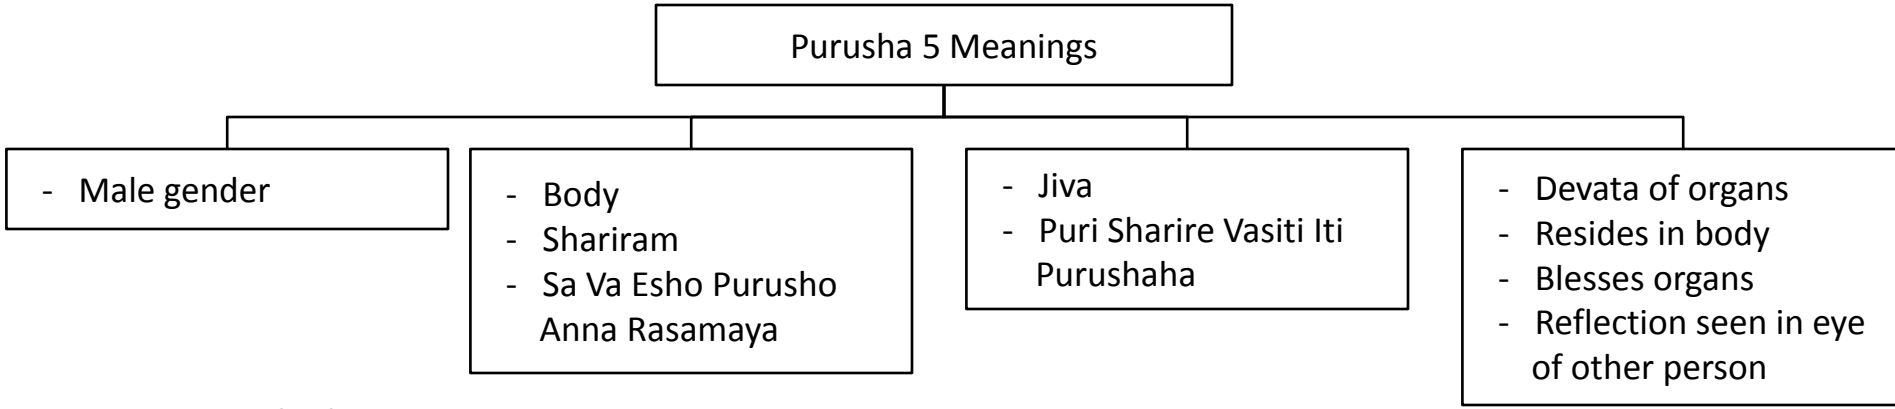 Purusha 5 Meanings
- Male gender
- Body
- Shariram
- Sa Va Esho Purusho
Anna Rasamaya
- Jiva
- Puri Sharire Vasiti Iti
Purushaha
- Devata of organs
- Resides in body
- Blesses organs
- Reflection seen in eye
of other person